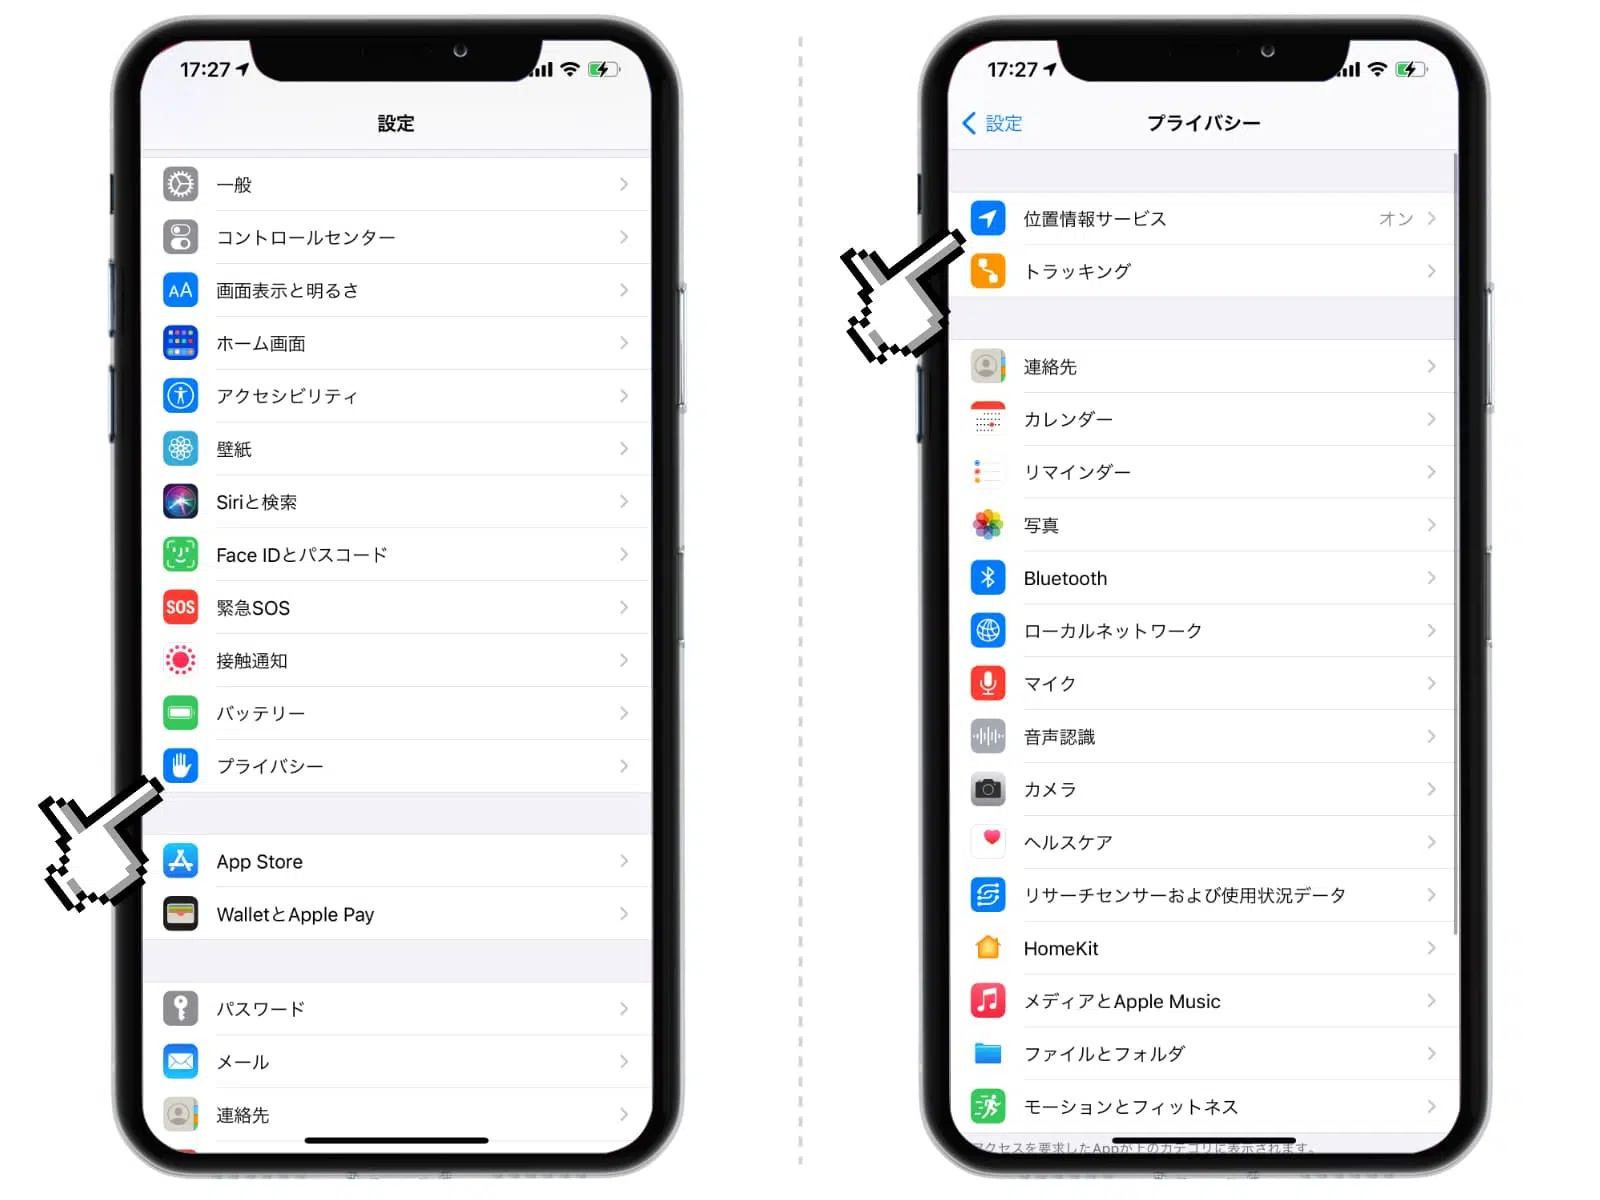 17:27
設定
一般
コントロールセンター
AA 画面表示と明るさ
ホーム画面
アクセシビリティ
壁紙
Siriと検索
Face IDとパスコード
SOS 緊急SOS
接触通知
バッテリー
プライバシー
App Store
WalletとApple Pay
パスワード
メール
連絡先
17:27
設定 プライバシー
位置情報サービス オン
トラッキング
連絡先
カレンダー
リマインダー
写真
Bluetooth
ローカルネットワーク
マイク
音声認識
カメラ
ヘルスケア
リサーチセンサーおよび使用状況データ
HomeKit
メディアとApple Music
ファイルとフォルダ
モーションとフィットネス
アクセスを要求したAppが上のカテゴリに表示されます。